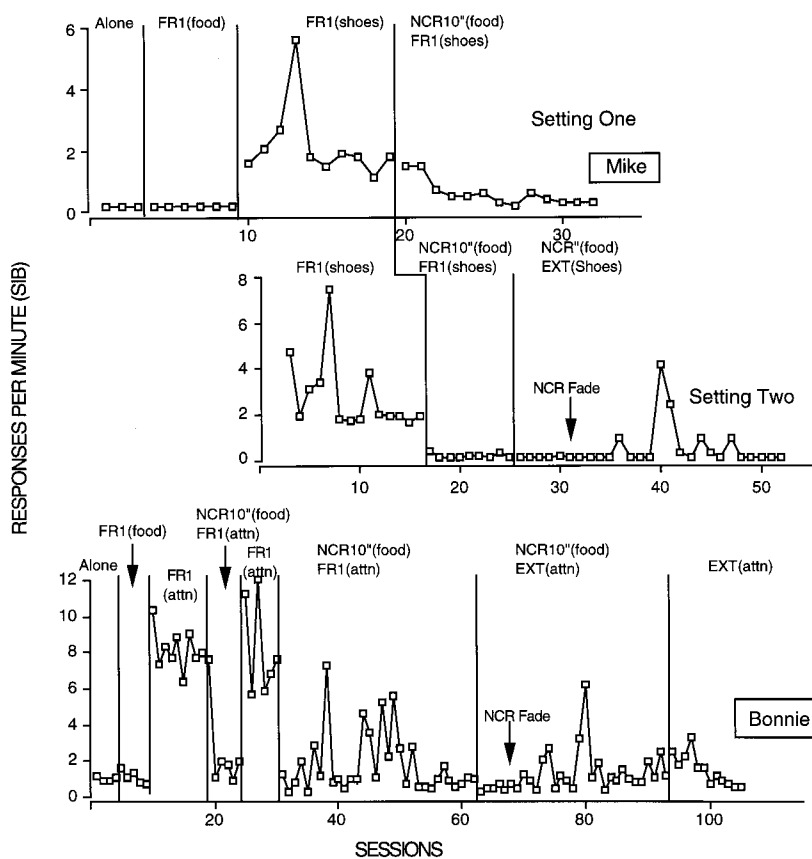 Alone FR1(food) FR1(shoes) NCR10"(food)
FR1(shoes)
6
4
2
0
Setting One
Mike
10 20 30
FR1(shoes) NCR10"(food) NCR"(food)
FR1(shoes) EXT(Shoes)
8
6
4
2
0
NCR Fade
Setting Two
10 20 30 40 50
RESPONSES PER MINUTE (SIB)
Alone FR1(food) FR1
(attn) NCR10"(food)
FR1(attn) FR1
(attn) NCR10"(food)
FR1(attn) NCR10"(food)
EXT(attn) EXT(attn)
12
10
8
6
4
2
0
NCR Fade
Bonnie
20 40 60 80 100
SESSIONS